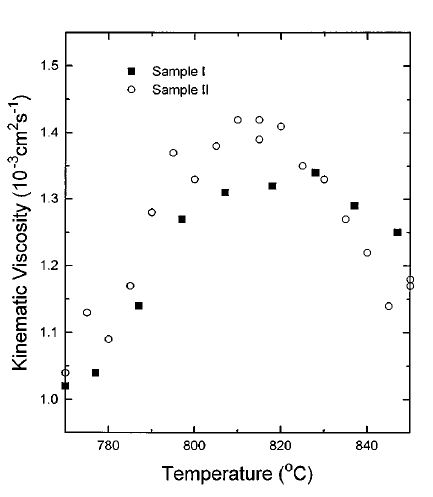 1.5
1.4
1.3
1.2
1.1
1.0
Kinematic Viscosity (10⁻³cm²s⁻¹)
Sample I
Sample II
780 800 820 840
Temperature (°C)